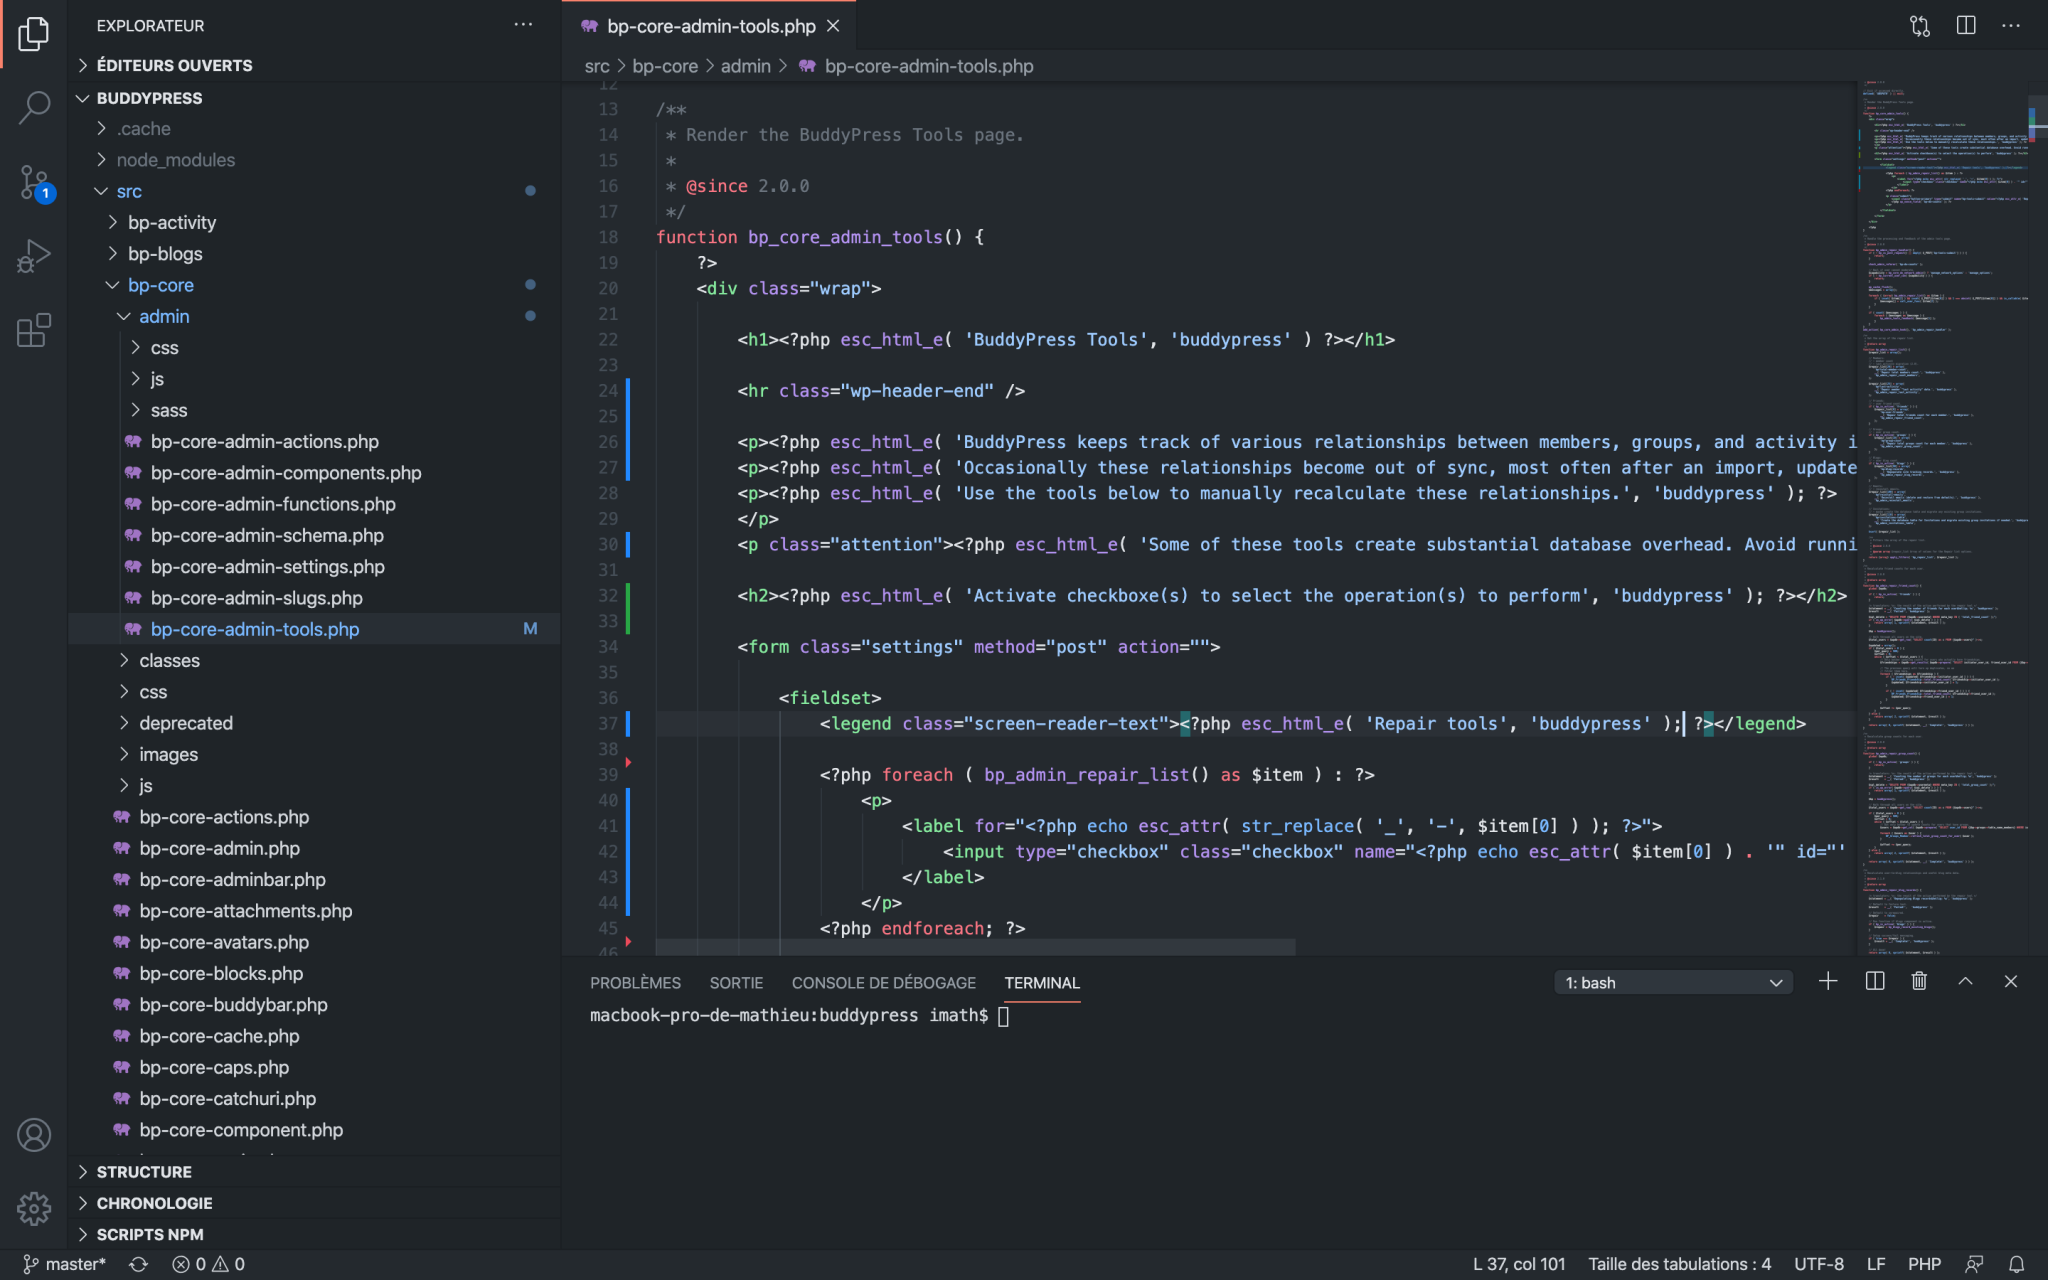 EXPLORATEUR
ÉDITEURS OUVERTS
BUDDYPRESS
.cache
node_modules
src
bp-activity
bp-blogs
bp-core
admin
css
js
sass
bp-core-admin-actions.php
bp-core-admin-components.php
bp-core-admin-functions.php
bp-core-admin-schema.php
bp-core-admin-settings.php
bp-core-admin-slugs.php
bp-core-admin-tools.php M
classes
css
deprecated
images
js
bp-core-actions.php
bp-core-admin.php
bp-core-adminbar.php
bp-core-attachments.php
bp-core-avatars.php
bp-core-blocks.php
bp-core-buddybar.php
bp-core-cache.php
bp-core-caps.php
bp-core-catchuri.php
bp-core-component.php
STRUCTURE
CHRONOLOGIE
SCRIPTS NPM
1
bp-core-admin-tools.php
src > bp-core > admin > bp-core-admin-tools.php
12
13 /**
14 * Render the BuddyPress Tools page.
15 *
16 * @since 2.0.0
17 */
18 function bp_core_admin_tools() {
19 ?>
20 <div class="wrap">
21
22 <h1><?php esc_html_e( 'BuddyPress Tools', 'buddypress' ) ?></h1>
23
24 <hr class="wp-header-end" />
25
26 <p><?php esc_html_e( 'BuddyPress keeps track of various relationships between members, groups, and activity i
27 <p><?php esc_html_e( 'Occasionally these relationships become out of sync, most often after an import, update
28 <p><?php esc_html_e( 'Use the tools below to manually recalculate these relationships.', 'buddypress' ); ?>
29 </p>
30 <p class="attention"><?php esc_html_e( 'Some of these tools create substantial database overhead. Avoid runni
31
32 <h2><?php esc_html_e( 'Activate checkboxe(s) to select the operation(s) to perform', 'buddypress' ); ?></h2>
33
34 <form class="settings" method="post" action="">
35
36 <fieldset>
37 <legend class="screen-reader-text"><?php esc_html_e( 'Repair tools', 'buddypress' ); ?></legend>
38
39 <?php foreach ( bp_admin_repair_list() as $item ) : ?>
40 <p>
41 <label for="<?php echo esc_attr( str_replace( '_', '-', $item[0] ) ); ?>">
42 <input type="checkbox" class="checkbox" name="<?php echo esc_attr( $item[0] ) . '" id="'
43 </label>
44 </p>
45 <?php endforeach; ?>
46
PROBLÈMES SORTIE CONSOLE DE DÉBOGAGE TERMINAL 1: bash
macbook-pro-de-mathieu:buddypress imath$
master* 0 0 L 37, col 101 Taille des tabulations : 4 UTF-8 LF PHP